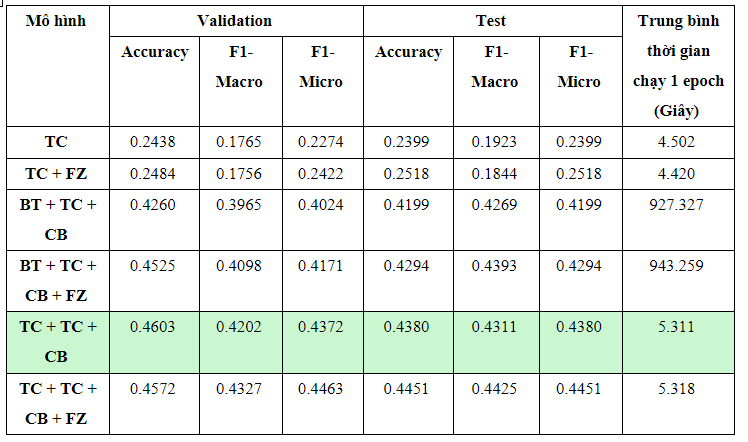 Mô hình Validation Test Trung bình thời gian chạy 1 epoch (Giây)
Accuracy F1-Macro F1-Micro Accuracy F1-Macro F1-Micro
TC 0.2438 0.1765 0.2274 0.2399 0.1923 0.2399 4.502
TC + FZ 0.2484 0.1756 0.2422 0.2518 0.1844 0.2518 4.420
BT + TC + CB 0.4260 0.3965 0.4024 0.4199 0.4269 0.4199 927.327
BT + TC + CB + FZ 0.4525 0.4098 0.4171 0.4294 0.4393 0.4294 943.259
TC + TC + CB 0.4603 0.4202 0.4372 0.4380 0.4311 0.4380 5.311
TC + TC + CB + FZ 0.4572 0.4327 0.4463 0.4451 0.4425 0.4451 5.318